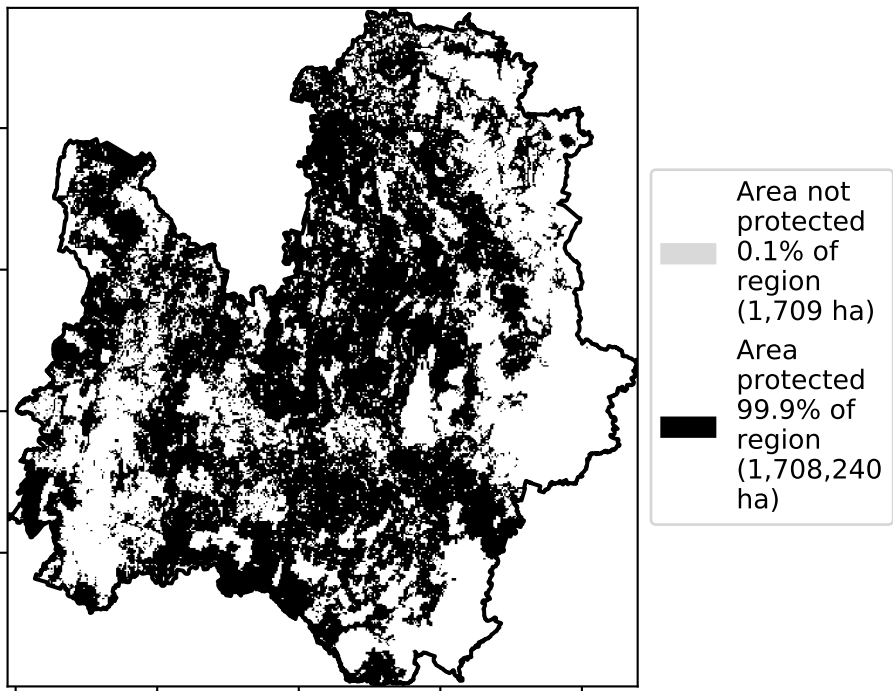 Area not
protected
0.1% of
region
(1,709 ha)
Area
protected
99.9% of
region
(1,708,240
ha)